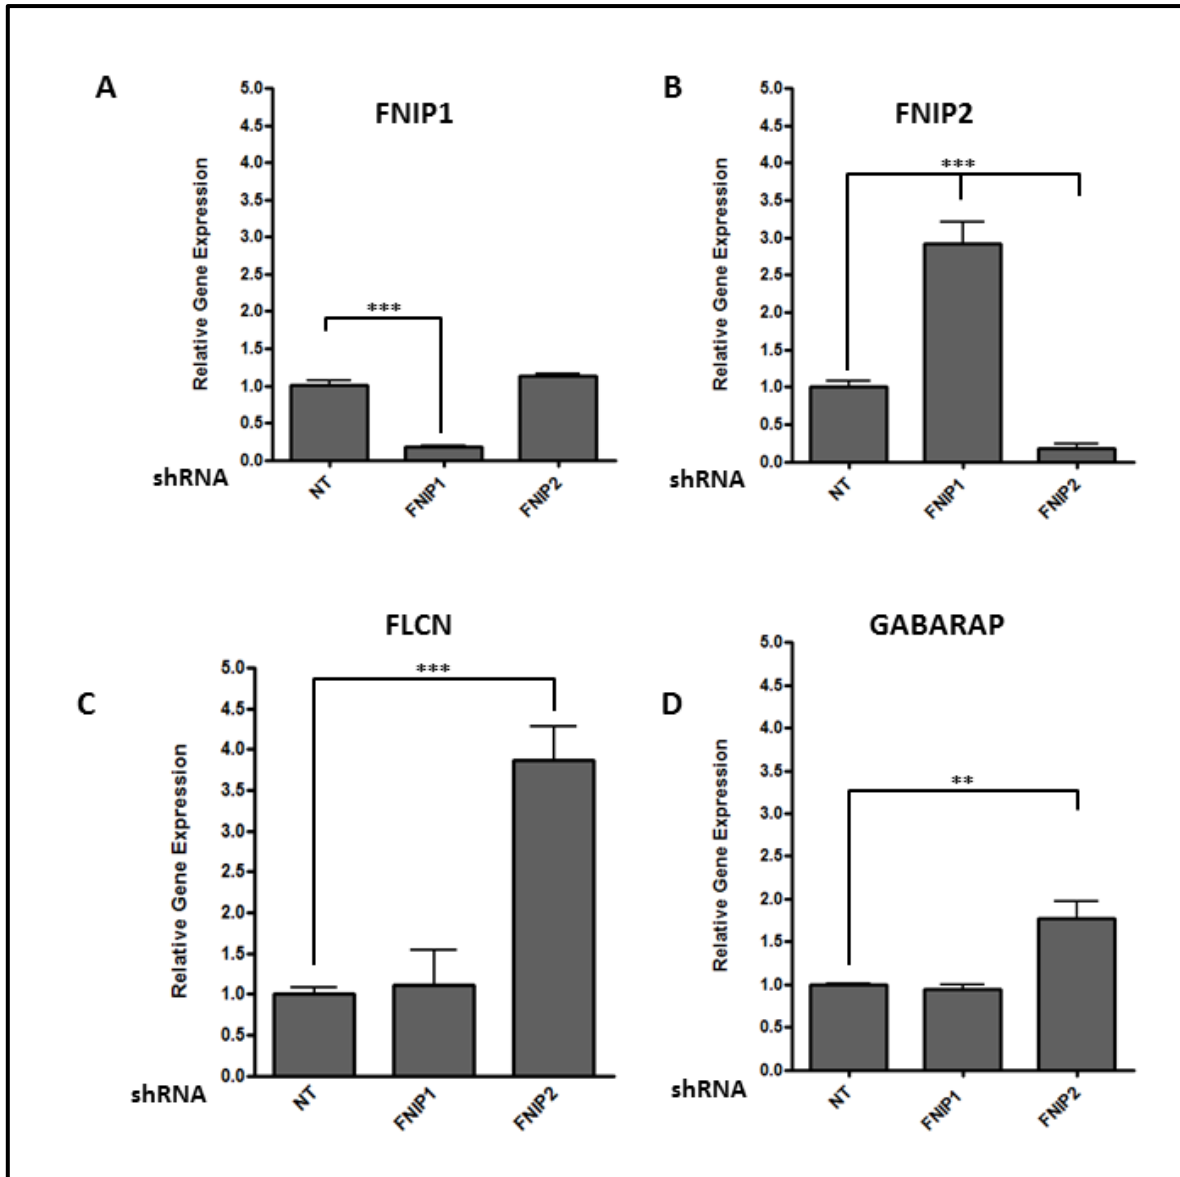 A
FNIP1
5.0
4.5
4.0
3.5
3.0
2.5
2.0
1.5
1.0
0.5
0.0
Relative Gene Expression
***
shRNA
NT
FNIP1
FNIP2
B
FNIP2
5.0
4.5
4.0
3.5
3.0
2.5
2.0
1.5
1.0
0.5
0.0
Relative Gene Expression
***
shRNA
NT
FNIP1
FNIP2
C
FLCN
5.0
4.5
4.0
3.5
3.0
2.5
2.0
1.5
1.0
0.5
0.0
Relative Gene Expression
***
shRNA
NT
FNIP1
FNIP2
D
GABARAP
5.0
4.5
4.0
3.5
3.0
2.5
2.0
1.5
1.0
0.5
0.0
Relative Gene Expression
**
shRNA
NT
FNIP1
FNIP2